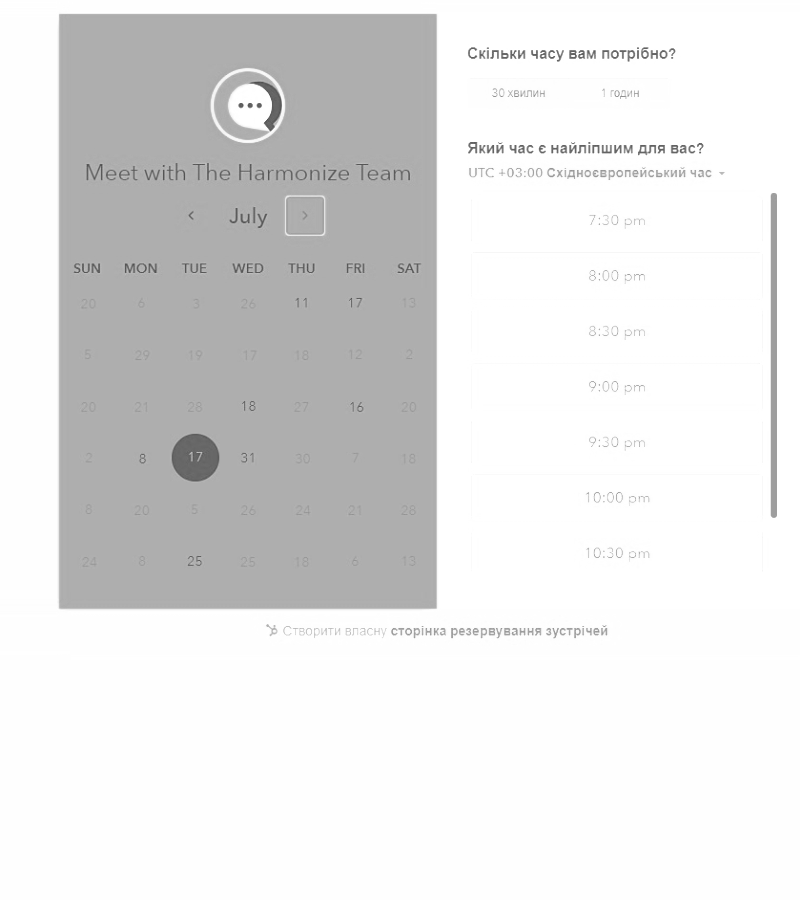 Meet with The Harmonize Team
July
SUN MON TUE WED THU FRI SAT
20 6 3 26 11 17 13
5 29 19 17 18 12 2
20 21 28 18 27 16 20
2 8 17 31 30 7 18
8 20 5 26 24 21 28
24 8 25 25 18 6 13
Скільки часу вам потрібно?
30 хвилин 1 годин
Який час є найліпшим для вас?
UTC +03:00 Східноєвропейський час
7:30 pm
8:00 pm
8:30 pm
9:00 pm
9:30 pm
10:00 pm
10:30 pm
Створити власну сторінка резервування зустрічей